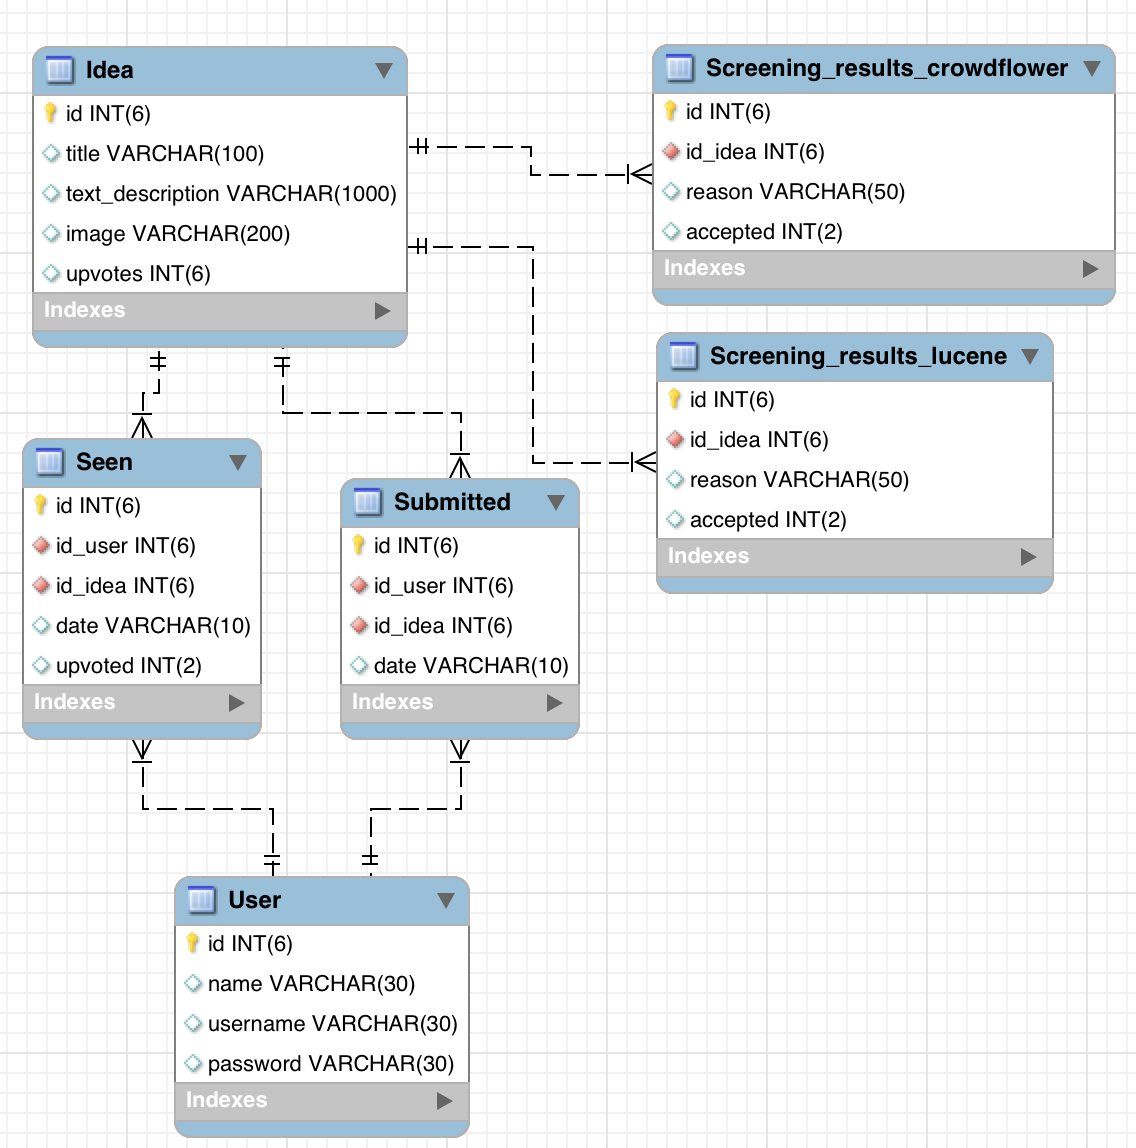 Idea
id INT(6)
title VARCHAR(100)
text_description VARCHAR(1000)
image VARCHAR(200)
upvotes INT(6)
Indexes
Screening_results_crowdflower
id INT(6)
id_idea INT(6)
reason VARCHAR(50)
accepted INT(2)
Indexes
Screening_results_lucene
id INT(6)
id_idea INT(6)
reason VARCHAR(50)
accepted INT(2)
Indexes
Seen
id INT(6)
id_user INT(6)
id_idea INT(6)
date VARCHAR(10)
upvoted INT(2)
Indexes
Submitted
id INT(6)
id_user INT(6)
id_idea INT(6)
date VARCHAR(10)
Indexes
User
id INT(6)
name VARCHAR(30)
username VARCHAR(30)
password VARCHAR(30)
Indexes